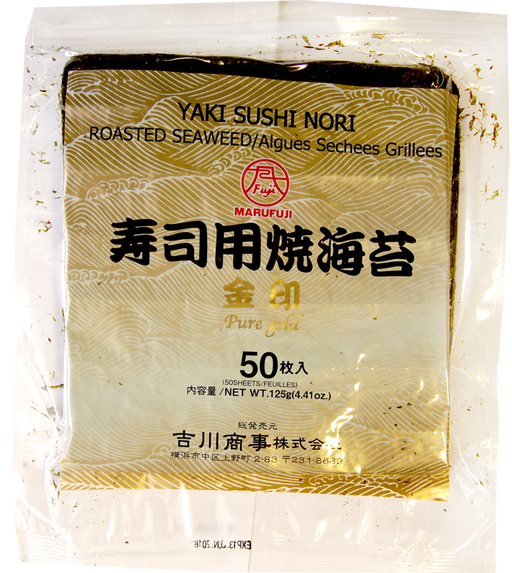 YAKI SUSHI NORI
ROASTED SEAWEED/Algues Sechees Grillees
Fuji
MARUFUJI
寿司用焼海苔
金印
Pure gold
50枚入
(50SHEETS/FEUILLES)
内容量/NET WT.125g(4.41oz.)
総発売元
吉川商事株式会社
横浜市中区上野町2-83 〒231-8639
EXP13 JUN. 2016